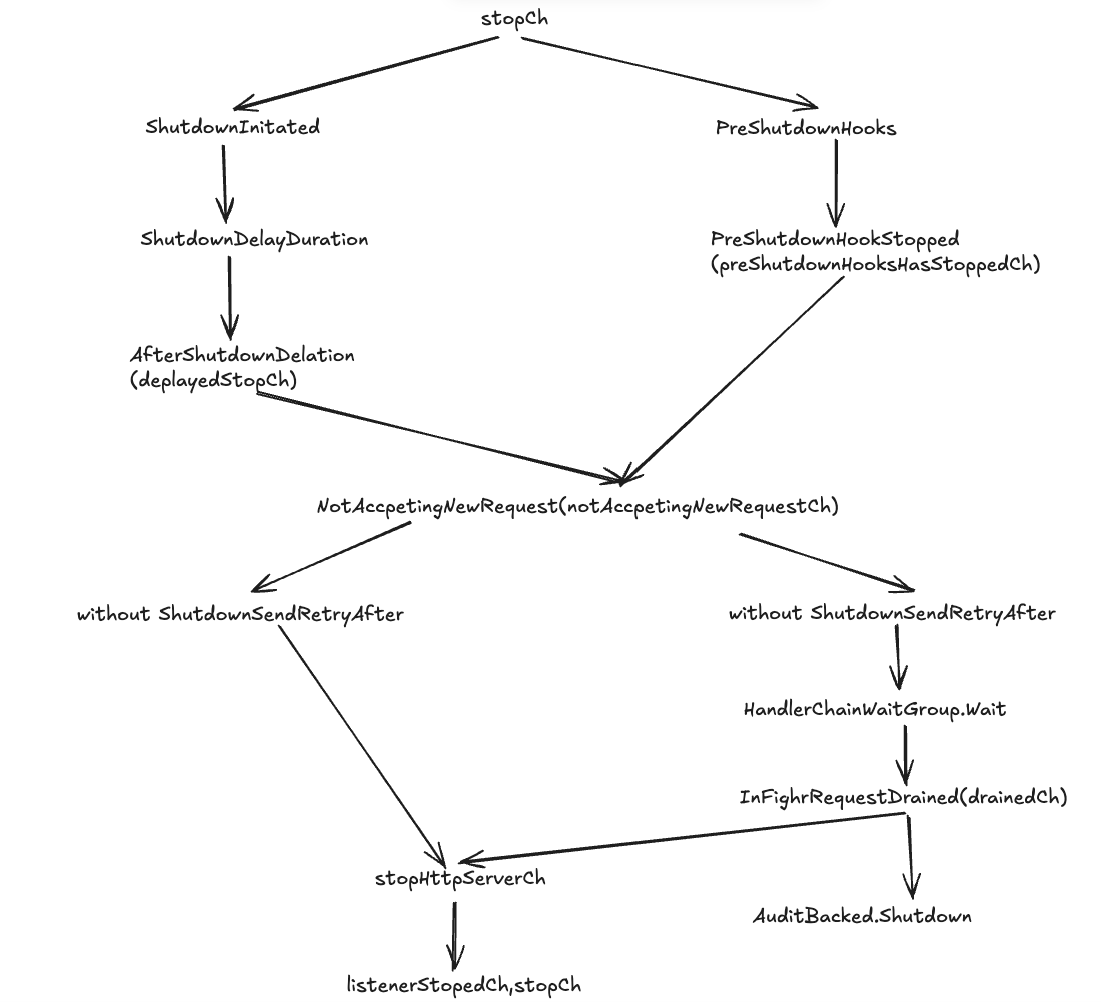 stopCh
ShutdownInitated
PreShutdownHooks
ShutdownDelayDuration
PreShutdownHookStopped
(preShutdownHooksHasStoppedCh)
AfterShutdownDelation
(deplayedStopCh)
NotAccpetingNewRequest(notAccpetingNewRequestCh)
without ShutdownSendRetryAfter
without ShutdownSendRetryAfter
HandlerChainWaitGroup.Wait
InFighrRequestDrained(drainedCh)
stopHttpServerCh
AuditBacked.Shutdown
listenerStopedCh,stopCh